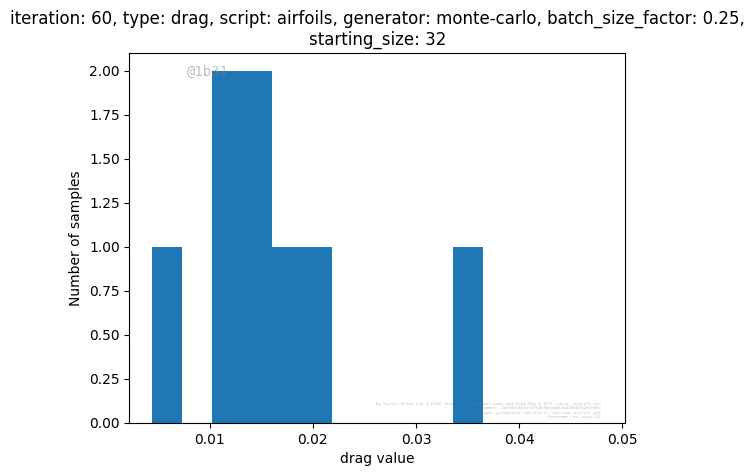 iteration: 60, type: drag, script: airfoils, generator: monte-carlo, batch_size_factor: 0.25,
starting_size: 32
@1b31
2.00
1.75
1.50
1.25
1.00
0.75
0.50
0.25
0.00
Number of samples
0.01
0.02
0.03
0.04
0.05
drag value